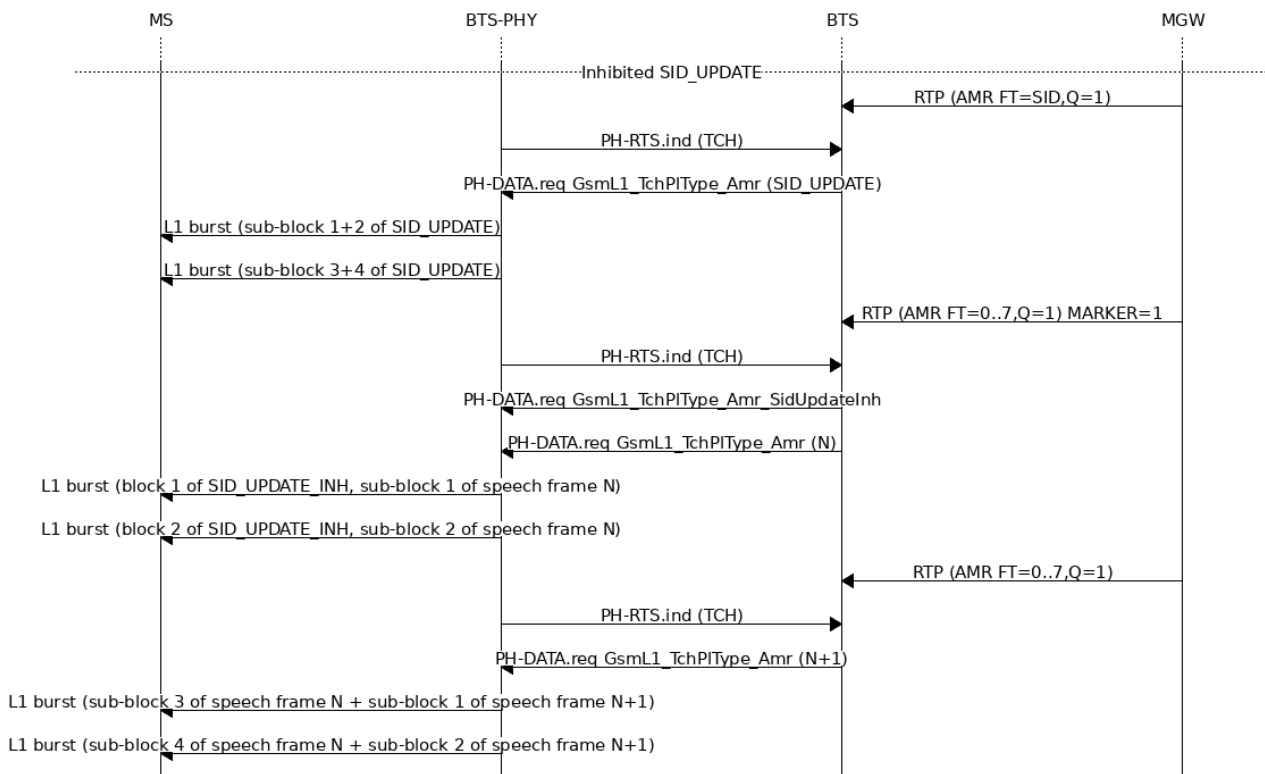 MS BTS-PHY BTS MGW
Inhibited SID_UPDATE
RTP (AMR FT=SID,Q=1)
PH-RTS.ind (TCH)
PH-DATA.req GsmL1_TchPlType_Amr (SID_UPDATE)
L1 burst (sub-block 1+2 of SID_UPDATE)
L1 burst (sub-block 3+4 of SID_UPDATE)
RTP (AMR FT=0..7,Q=1) MARKER=1
PH-RTS.ind (TCH)
PH-DATA.req GsmL1_TchPlType_Amr_SidUpdateInh
PH-DATA.req GsmL1_TchPlType_Amr (N)
L1 burst (block 1 of SID_UPDATE_INH, sub-block 1 of speech frame N)
L1 burst (block 2 of SID_UPDATE_INH, sub-block 2 of speech frame N)
RTP (AMR FT=0..7,Q=1)
PH-RTS.ind (TCH)
PH-DATA.req GsmL1_TchPlType_Amr (N+1)
L1 burst (sub-block 3 of speech frame N + sub-block 1 of speech frame N+1)
L1 burst (sub-block 4 of speech frame N + sub-block 2 of speech frame N+1)